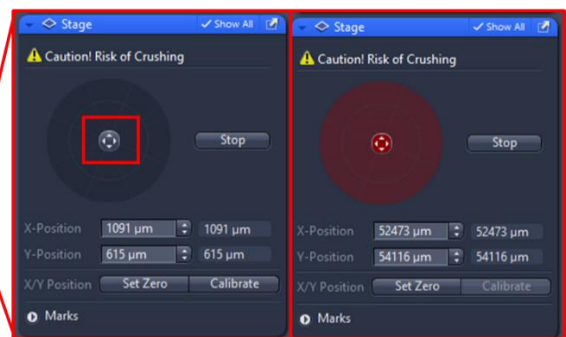 Stage Show All
Caution! Risk of Crushing
Stop
X-Position 1091 µm 1091 µm
Y-Position 615 µm 615 µm
X/Y Position Set Zero Calibrate
Marks
Stage Show All
Caution! Risk of Crushing
Stop
X-Position 52473 µm 52473 µm
Y-Position 54116 µm 54116 µm
X/Y Position Set Zero Calibrate
Marks